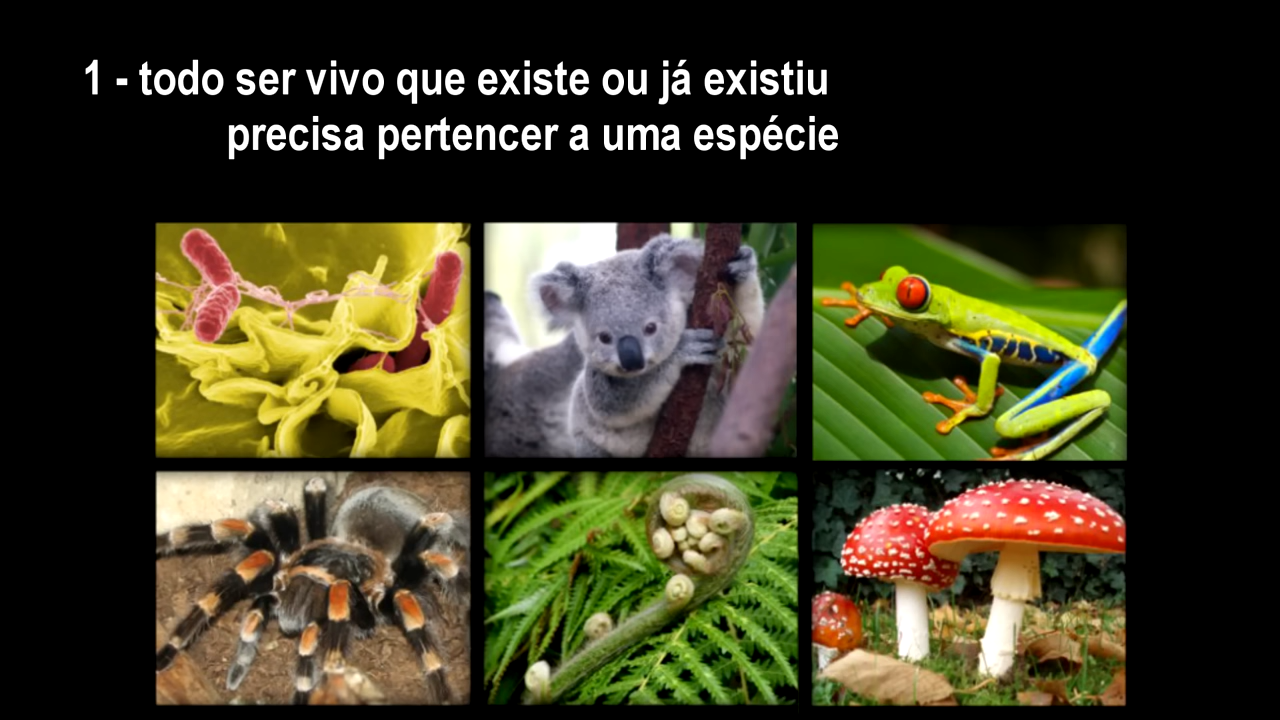 1 - todo ser vivo que existe ou já existiu
precisa pertencer a uma espécie